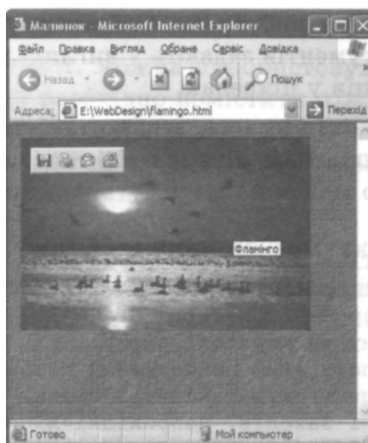 Малюнок - Microsoft Internet Explorer
Файл Правка Вигляд Обране Сервіс Довідка
Назад Пошук
Адреса: E:\WebDesign\flamingo.html Перехід
Фламінго
Готово Мой компьютер